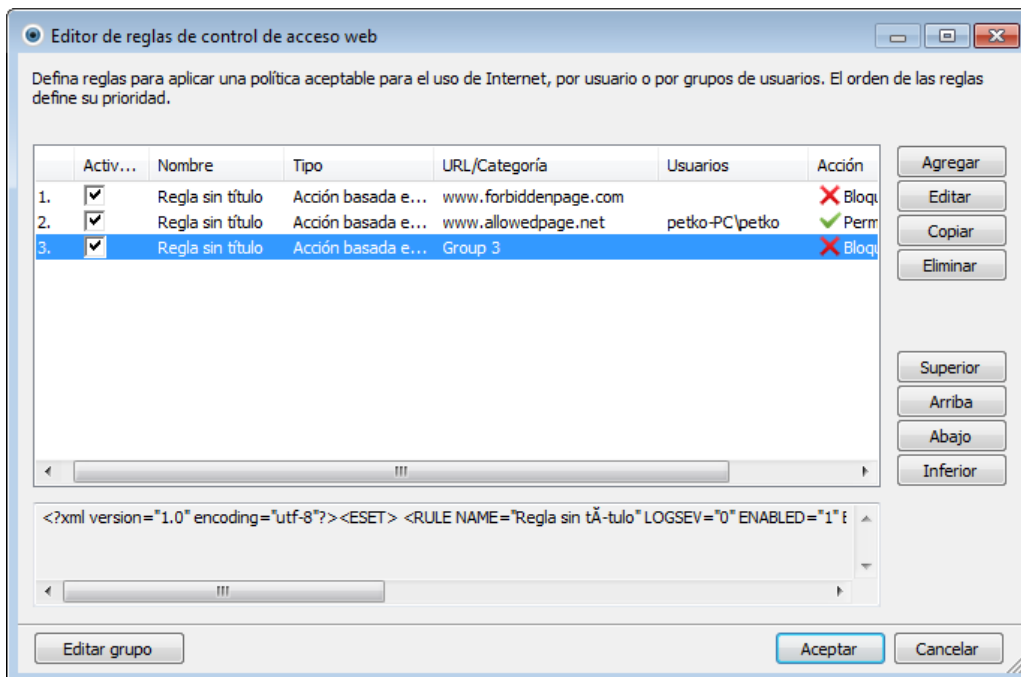 Editor de reglas de control de acceso web
Defina reglas para aplicar una política aceptable para el uso de Internet, por usuario o por grupos de usuarios. El orden de las reglas
define su prioridad.
Activ... Nombre Tipo URL/Categoría Usuarios Acción
1. Regla sin título Acción basada e... www.forbiddenpage.com Bloqu
2. Regla sin título Acción basada e... www.allowedpage.net petko-PC\petko Perm
3. Regla sin título Acción basada e... Group 3 Bloqu
Agregar
Editar
Copiar
Eliminar
Superior
Arriba
Abajo
Inferior
<?xml version="1.0" encoding="utf-8"?><ESET> <RULE NAME="Regla sin tĂ-tulo" LOGSEV="0" ENABLED="1" E
Editar grupo
Aceptar
Cancelar